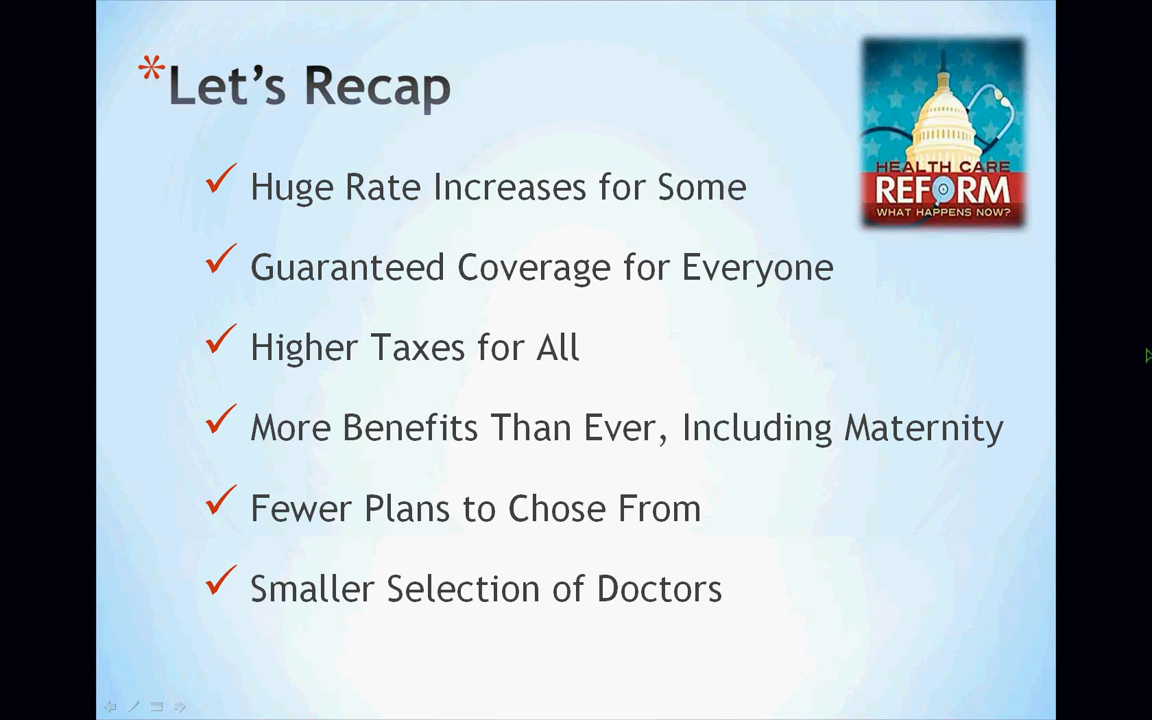 *Let's Recap
HEALTH CARE
REFORM
WHAT HAPPENS NOW?
✓ Huge Rate Increases for Some
✓ Guaranteed Coverage for Everyone
✓ Higher Taxes for All
✓ More Benefits Than Ever, Including Maternity
✓ Fewer Plans to Chose From
✓ Smaller Selection of Doctors